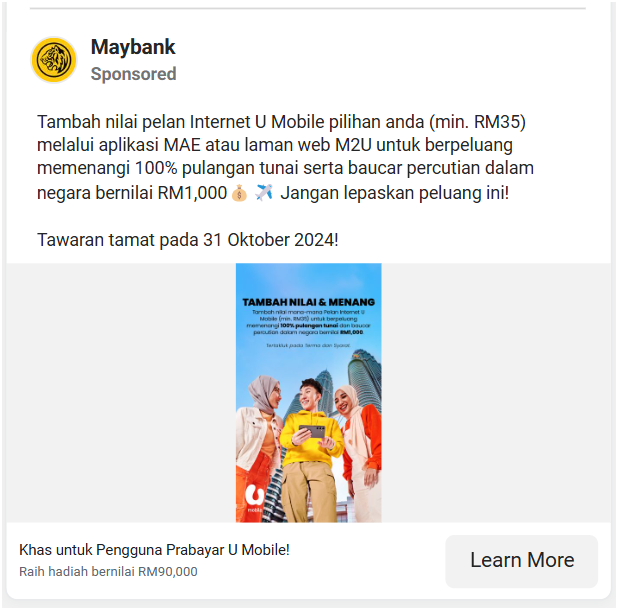 Maybank
Sponsored
Tambah nilai pelan Internet U Mobile pilihan anda (min. RM35)
melalui aplikasi MAE atau laman web M2U untuk berpeluang
memenangi 100% pulangan tunai serta baucar percutian dalam
negara bernilai RM1,000💰 ✈️ Jangan lepaskan peluang ini!
Tawaran tamat pada 31 Oktober 2024!
TAMBAH NILAI & MENANG
Tambah nilai mana-mana Pelan Internet U
Mobile (min. RM35) untuk berpeluang
memenangi 100% pulangan tunai dan baucar
percutian dalam negara bernilai RM1,000.
Tertakluk pada Terma dan Syarat.
U
mobile
Khas untuk Pengguna Prabayar U Mobile!
Raih hadiah bernilai RM90,000
Learn More